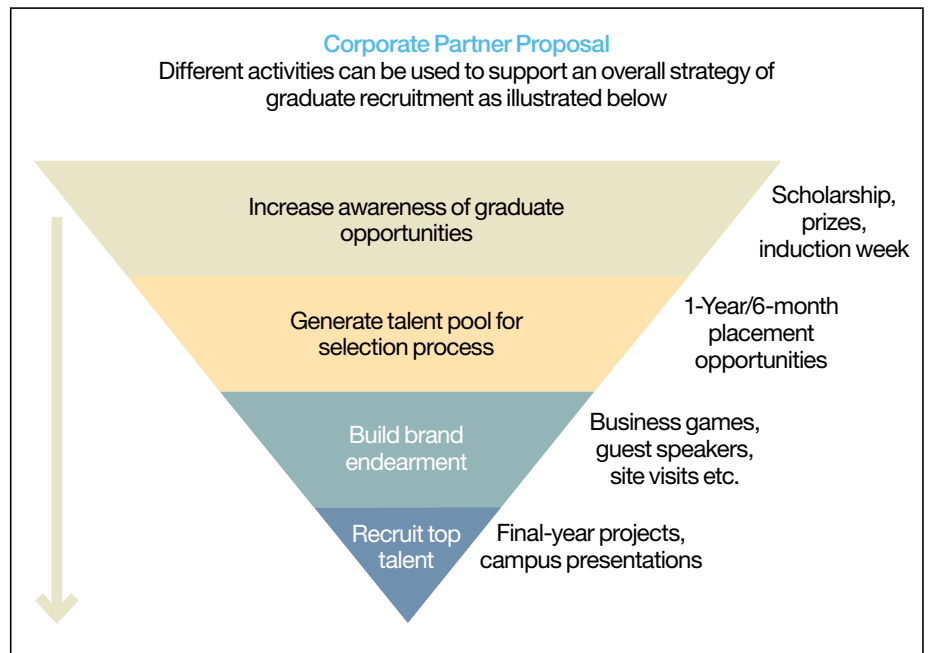 Corporate Partner Proposal
Different activities can be used to support an overall strategy of
graduate recruitment as illustrated below
Increase awareness of graduate
opportunities
Scholarship,
prizes,
induction week
Generate talent pool for
selection process
1-Year/6-month
placement
opportunities
Build brand
endearment
Business games,
guest speakers,
site visits etc.
Recruit top
talent
Final-year projects,
campus presentations